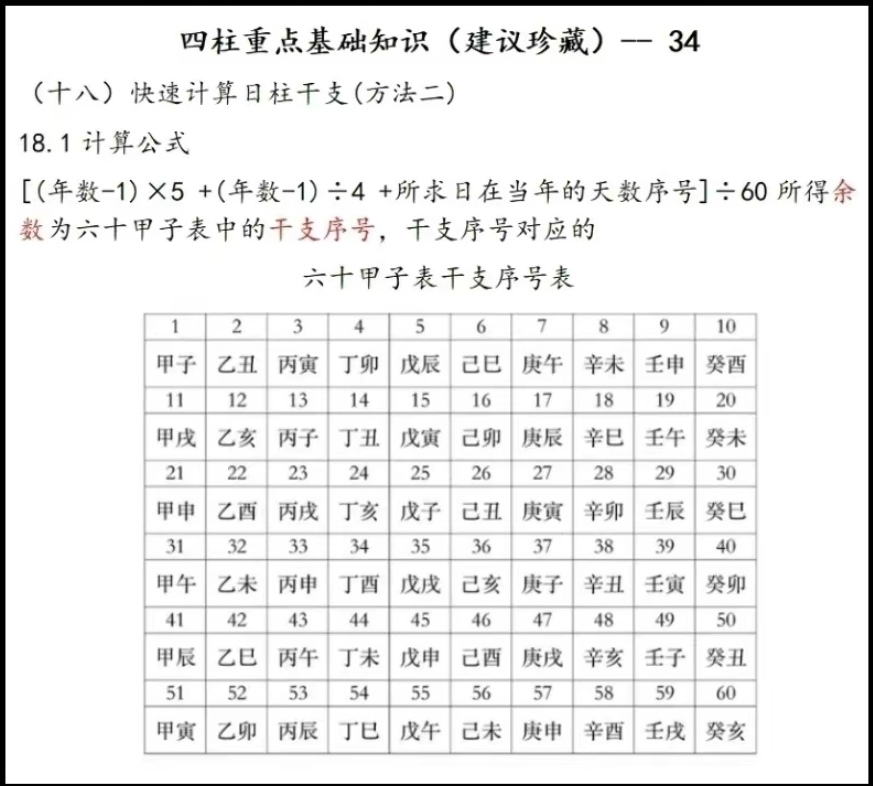 四柱重点基础知识（建议珍藏）-- 34
（十八）快速计算日柱干支(方法二)
18.1 计算公式
[(年数-1)×5 +(年数-1)÷4 +所求日在当年的天数序号]÷60 所得余
数为六十甲子表中的干支序号，干支序号对应的
六十甲子表干支序号表
1 2 3 4 5 6 7 8 9 10
甲子 乙丑 丙寅 丁卯 戊辰 己巳 庚午 辛未 壬申 癸酉
11 12 13 14 15 16 17 18 19 20
甲戌 乙亥 丙子 丁丑 戊寅 己卯 庚辰 辛巳 壬午 癸未
21 22 23 24 25 26 27 28 29 30
甲申 乙酉 丙戌 丁亥 戊子 己丑 庚寅 辛卯 壬辰 癸巳
31 32 33 34 35 36 37 38 39 40
甲午 乙未 丙申 丁酉 戊戌 己亥 庚子 辛丑 壬寅 癸卯
41 42 43 44 45 46 47 48 49 50
甲辰 乙巳 丙午 丁未 戊申 己酉 庚戌 辛亥 壬子 癸丑
51 52 53 54 55 56 57 58 59 60
甲寅 乙卯 丙辰 丁巳 戊午 己未 庚申 辛酉 壬戌 癸亥